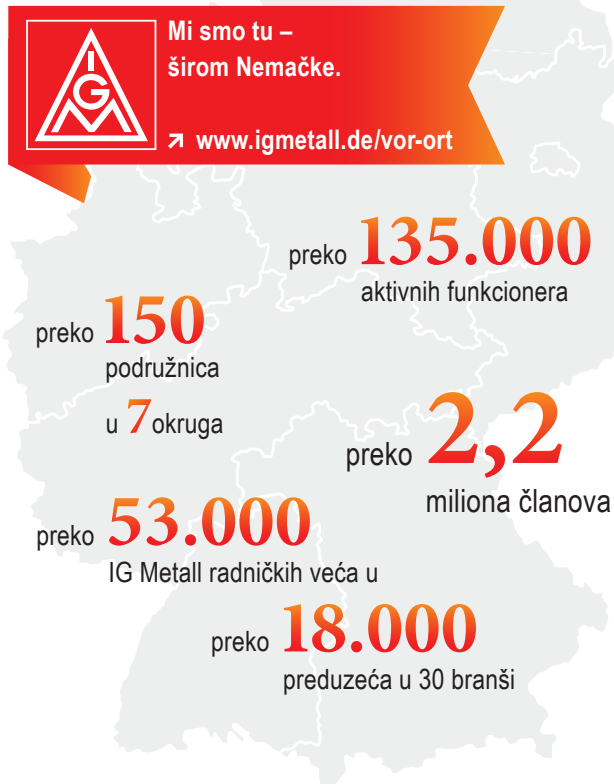 IGM
Mi smo tu –
širom Nemačke.
↗ www.igmetall.de/vor-ort
preko 135.000
aktivnih funkcionera
preko 150
podružnica
u 7 okruga
preko 2,2
miliona članova
preko 53.000
IG Metall radničkih veća u
preko 18.000
preduzeća u 30 branši